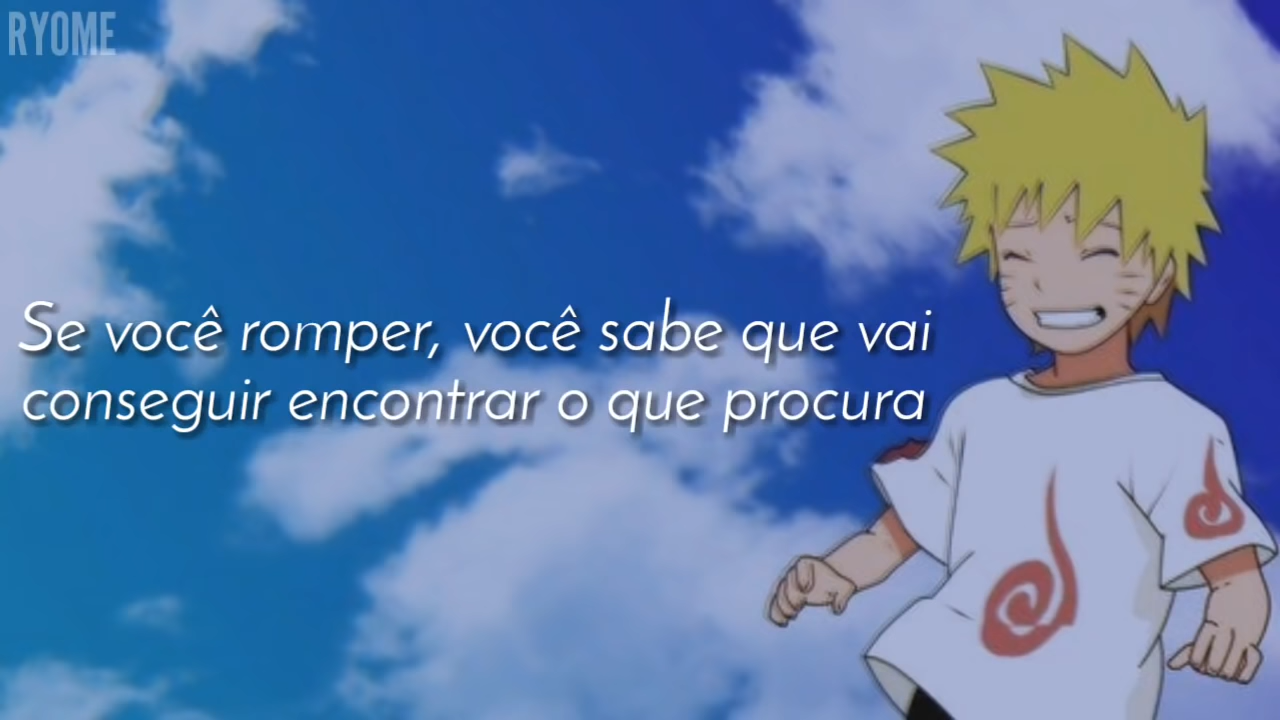 RYOME
Se você romper, você sabe que vai
conseguir encontrar o que procura